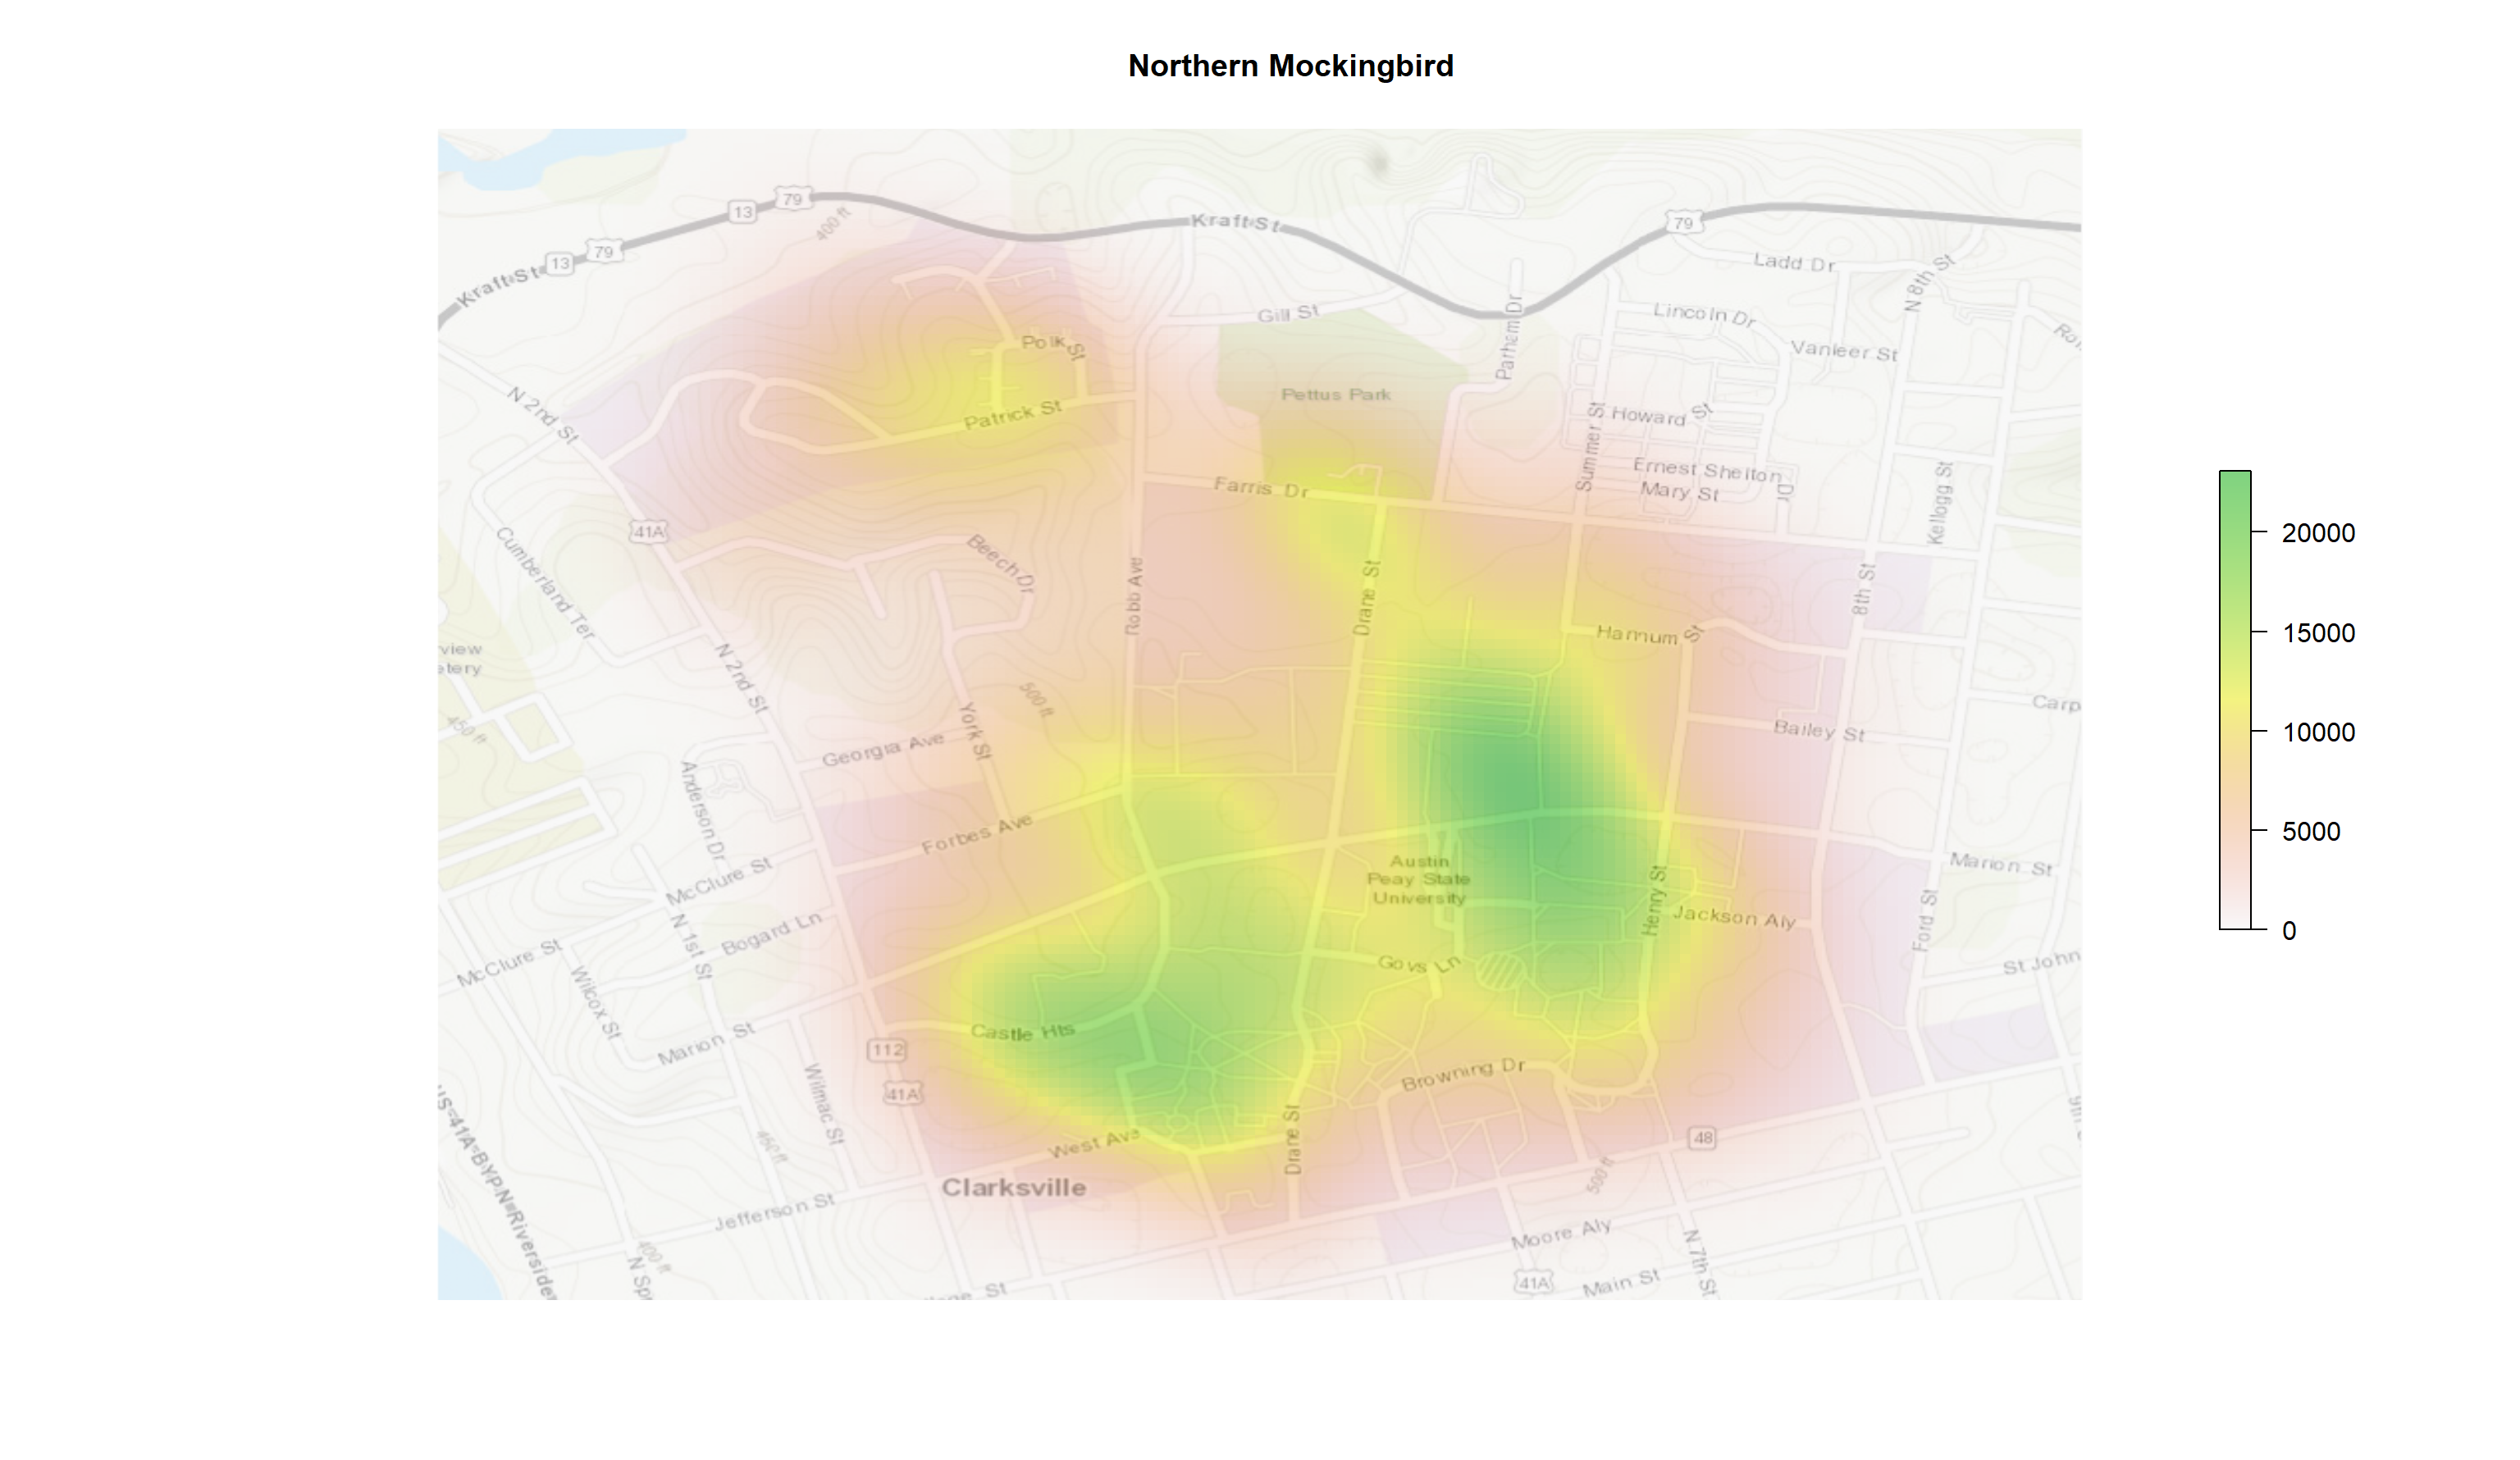 Northern Mockingbird
79
13
400 ft
Kraft St
79
13
79
Kraft St
Ladd Dr
N 8th St
Gill St
Parham Dr
Lincoln Dr
Polk St
Vanleer St
Pettus Park
N 2nd St
Patrick St
Howard St
Summer St
Ernest Shelton Dr
Mary St
Farris Dr
Kellogg St
41A
20000
Beech Dr
Cumberland Ter
Robb Ave
Drane St
8th St
Hannum St
15000
view
etery
N 2nd St
500 ft
Carp
450 ft
York St
Georgia Ave
Bailey St
10000
Anderson Dr
Forbes Ave
5000
Austin
Peay State
University
Marion St
McClure St
Henry St
Jackson Aly
Ford St
Bogard Ln
N 1st St
0
McClure St
Govs Ln
St John
Wilcox St
Castle Hts
Marion St
112
Browning Dr
41A
Wilmac St
US-41A-BYP N Riverside
450 ft
West Ave
Drane St
48
500 ft
Clarksville
Jefferson St
Moore Aly
400 ft
N Spr
N 7th St
41A
Main St
St